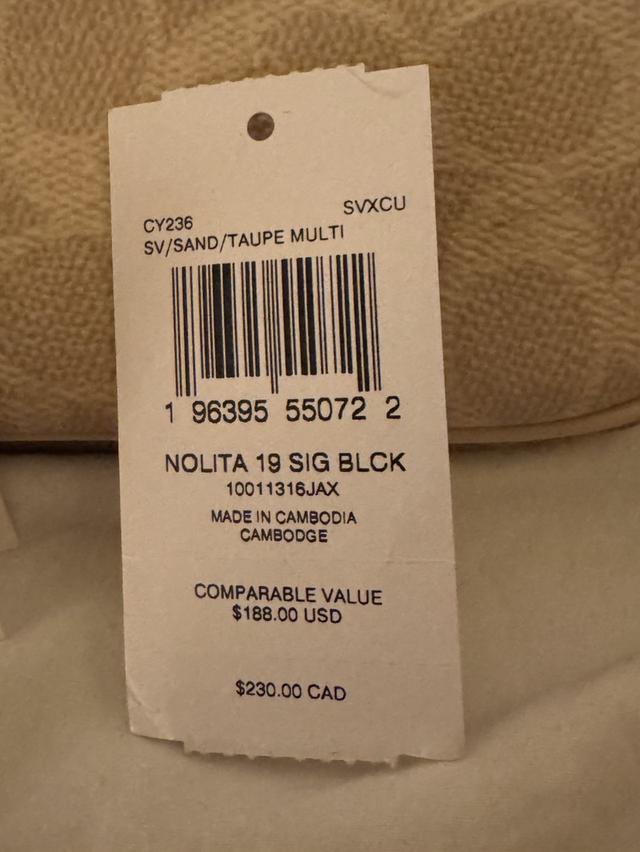 CY236 SVXCU
SV/SAND/TAUPE MULTI
1 96395 55072 2
NOLITA 19 SIG BLCK
10011316JAX
MADE IN CAMBODIA
CAMBODGE
COMPARABLE VALUE
$188.00 USD
$230.00 CAD